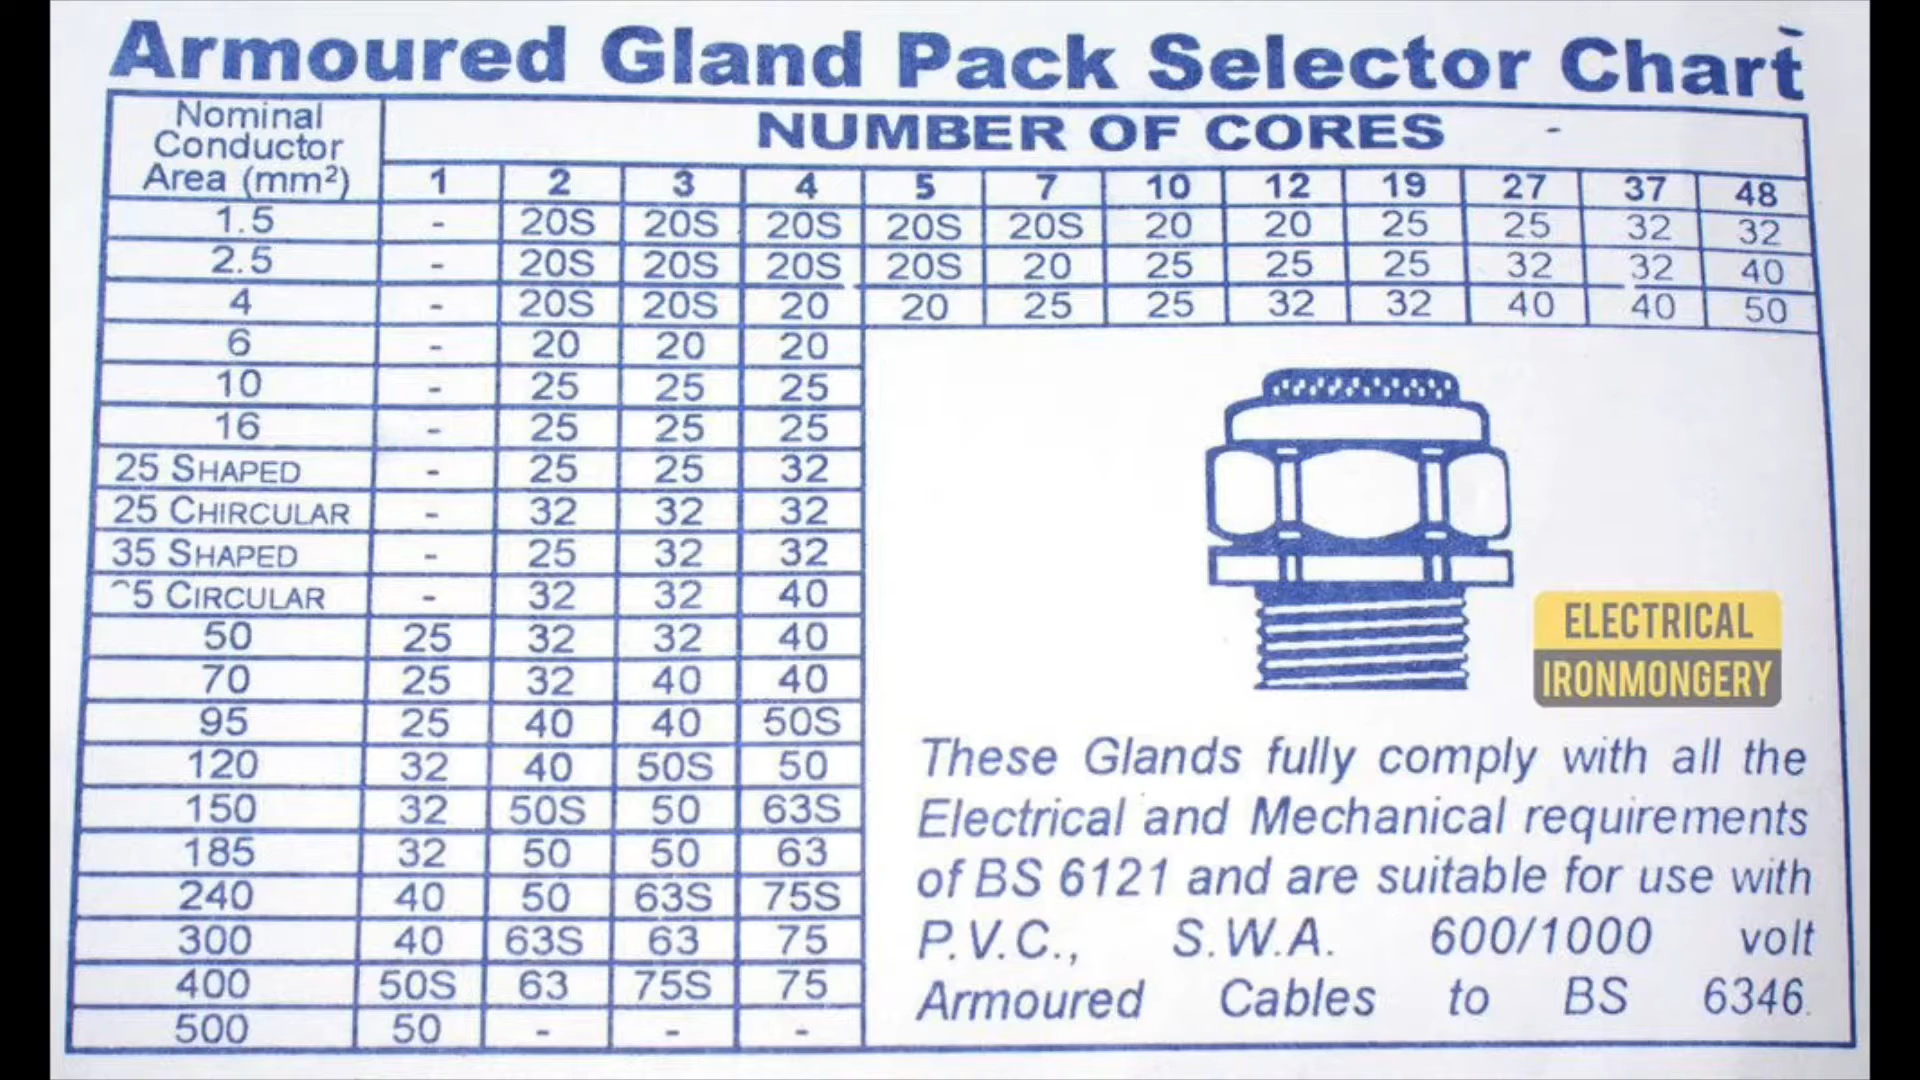 Armoured Gland Pack Selector Chart
Nominal
Conductor
Area (mm²)
NUMBER OF CORES
1 2 3 4 5 7 10 12 19 27 37 48
1.5 - 20S 20S 20S 20S 20S 20 20 25 25 32 32
2.5 - 20S 20S 20S 20S 20 25 25 25 32 32 40
4 - 20S 20S 20 20 25 25 32 32 40 40 50
6 - 20 20 20
10 - 25 25 25
16 - 25 25 25
25 SHAPED - 25 25 32
25 CHIRCULAR - 32 32 32
35 SHAPED - 25 32 32
5 CIRCULAR - 32 32 40
50 25 32 32 40
70 25 32 40 40
95 25 40 40 50S
120 32 40 50S 50
150 32 50S 50 63S
185 32 50 50 63
240 40 50 63S 75S
300 40 63S 63 75
400 50S 63 75S 75
500 50 - - -
ELECTRICAL
IRONMONGERY
These Glands fully comply with all the
Electrical and Mechanical requirements
of BS 6121 and are suitable for use with
P.V.C., S.W.A. 600/1000 volt
Armoured Cables to BS 6346.